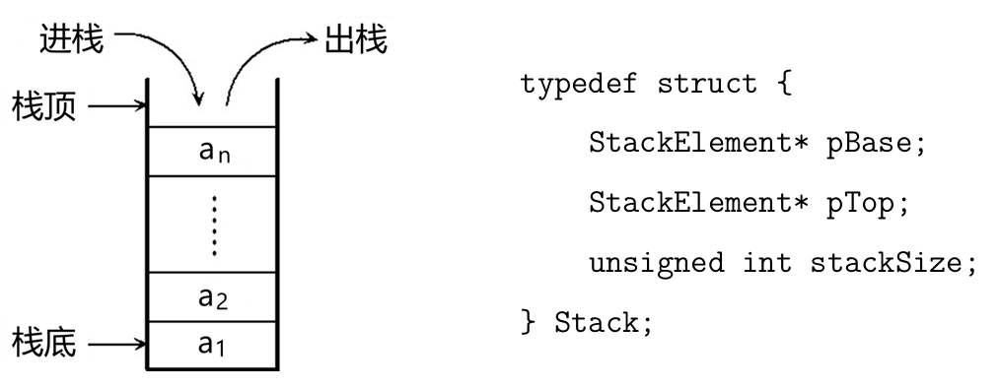 进栈
出栈
栈顶
an
a2
栈底
a1
typedef struct {
    StackElement* pBase;
    StackElement* pTop;
    unsigned int stackSize;
} Stack;